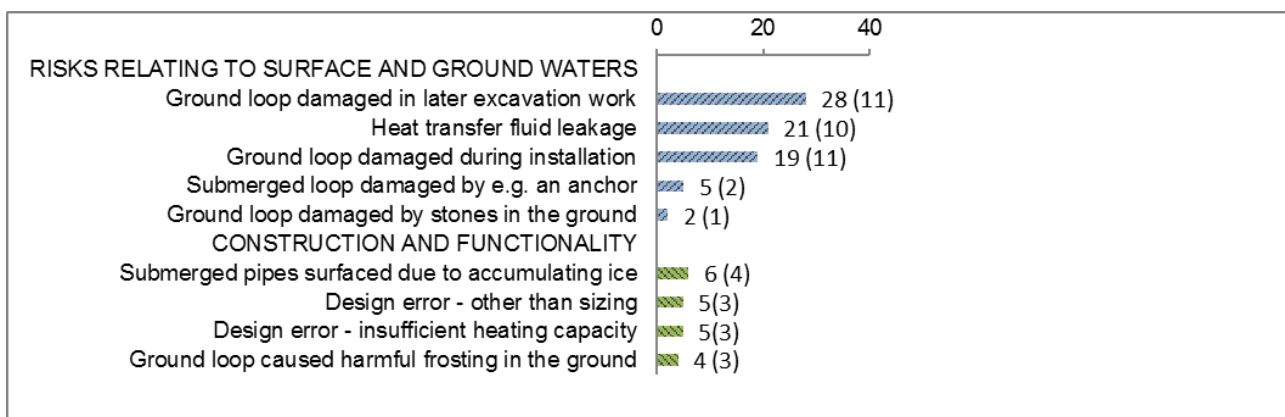 0 20 40
RISKS RELATING TO SURFACE AND GROUND WATERS
Ground loop damaged in later excavation work 28 (11)
Heat transfer fluid leakage 21 (10)
Ground loop damaged during installation 19 (11)
Submerged loop damaged by e.g. an anchor 5 (2)
Ground loop damaged by stones in the ground 2 (1)
CONSTRUCTION AND FUNCTIONALITY
Submerged pipes surfaced due to accumulating ice 6 (4)
Design error - other than sizing 5(3)
Design error - insufficient heating capacity 5(3)
Ground loop caused harmful frosting in the ground 4 (3)